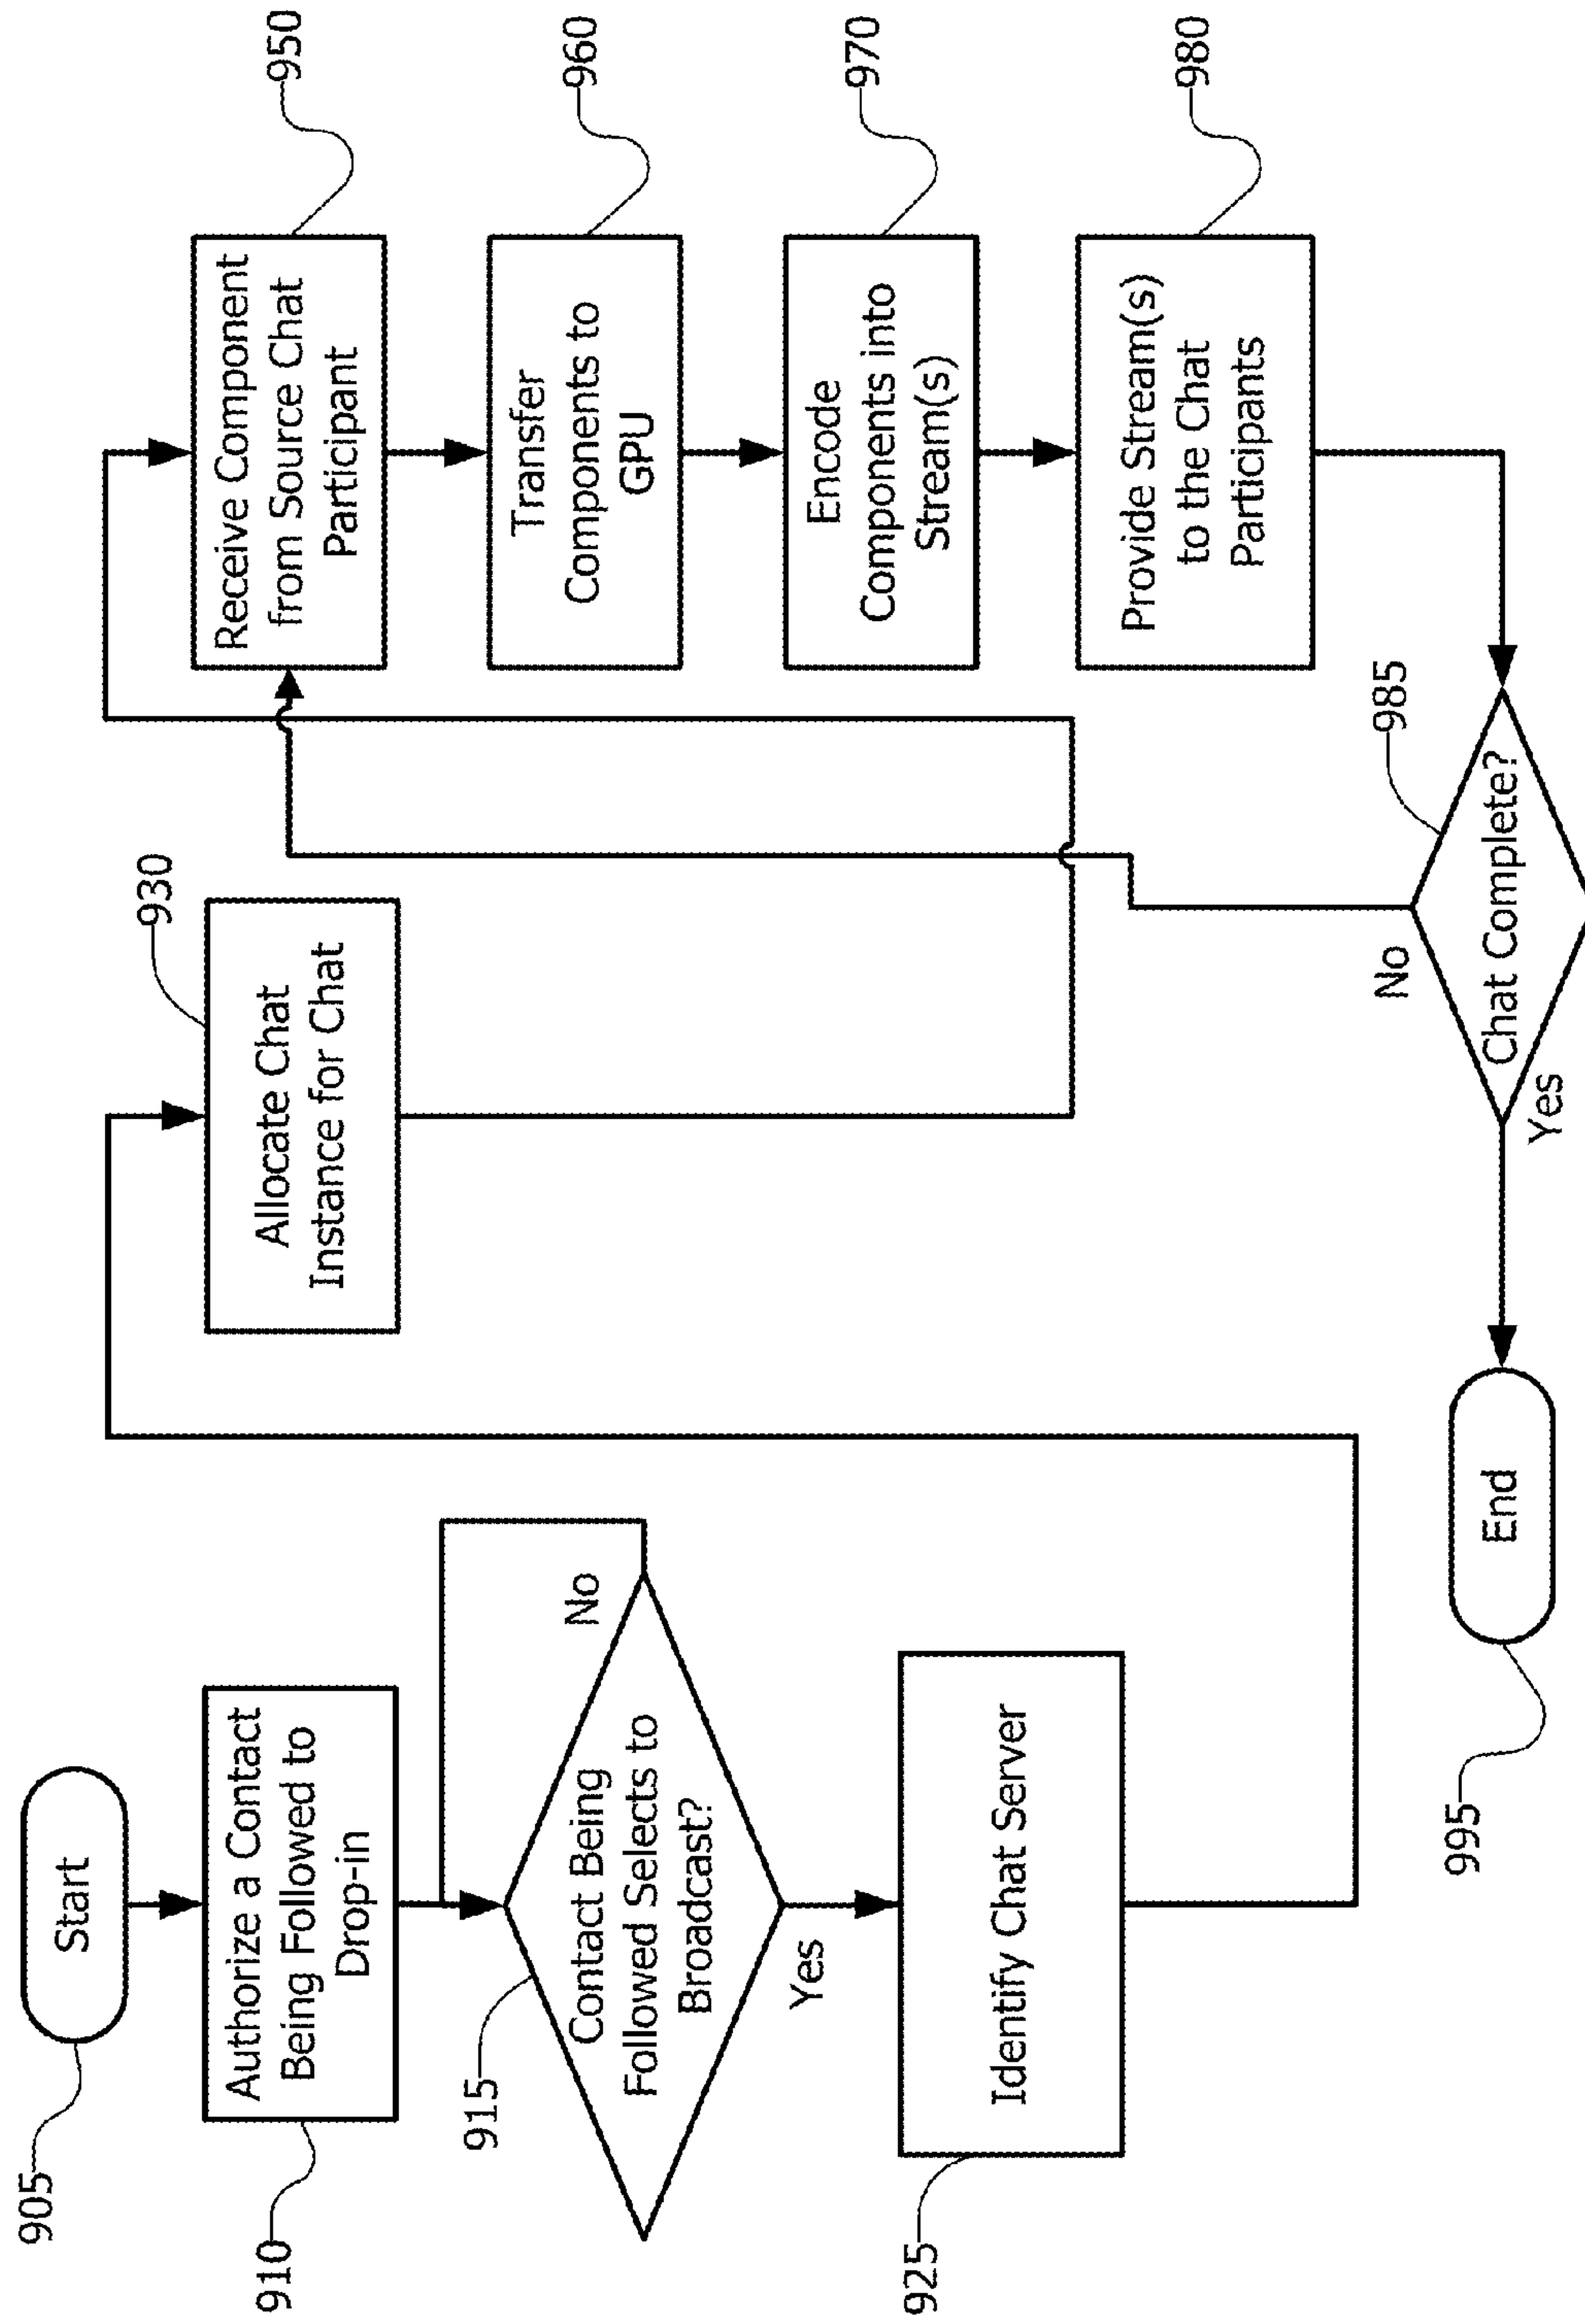 905
Start
910
Authorize a Contact
Being Followed to
Drop-in
915
Contact Being
Followed Selects to
Broadcast?
No
Yes
925
Identify Chat Server
930
Allocate Chat
Instance for Chat
950
Receive Component
from Source Chat
Participant
960
Transfer
Components to
GPU
970
Encode
Components into
Stream(s)
980
Provide Stream(s)
to the Chat
Participants
985
Chat Complete?
No
Yes
995
End